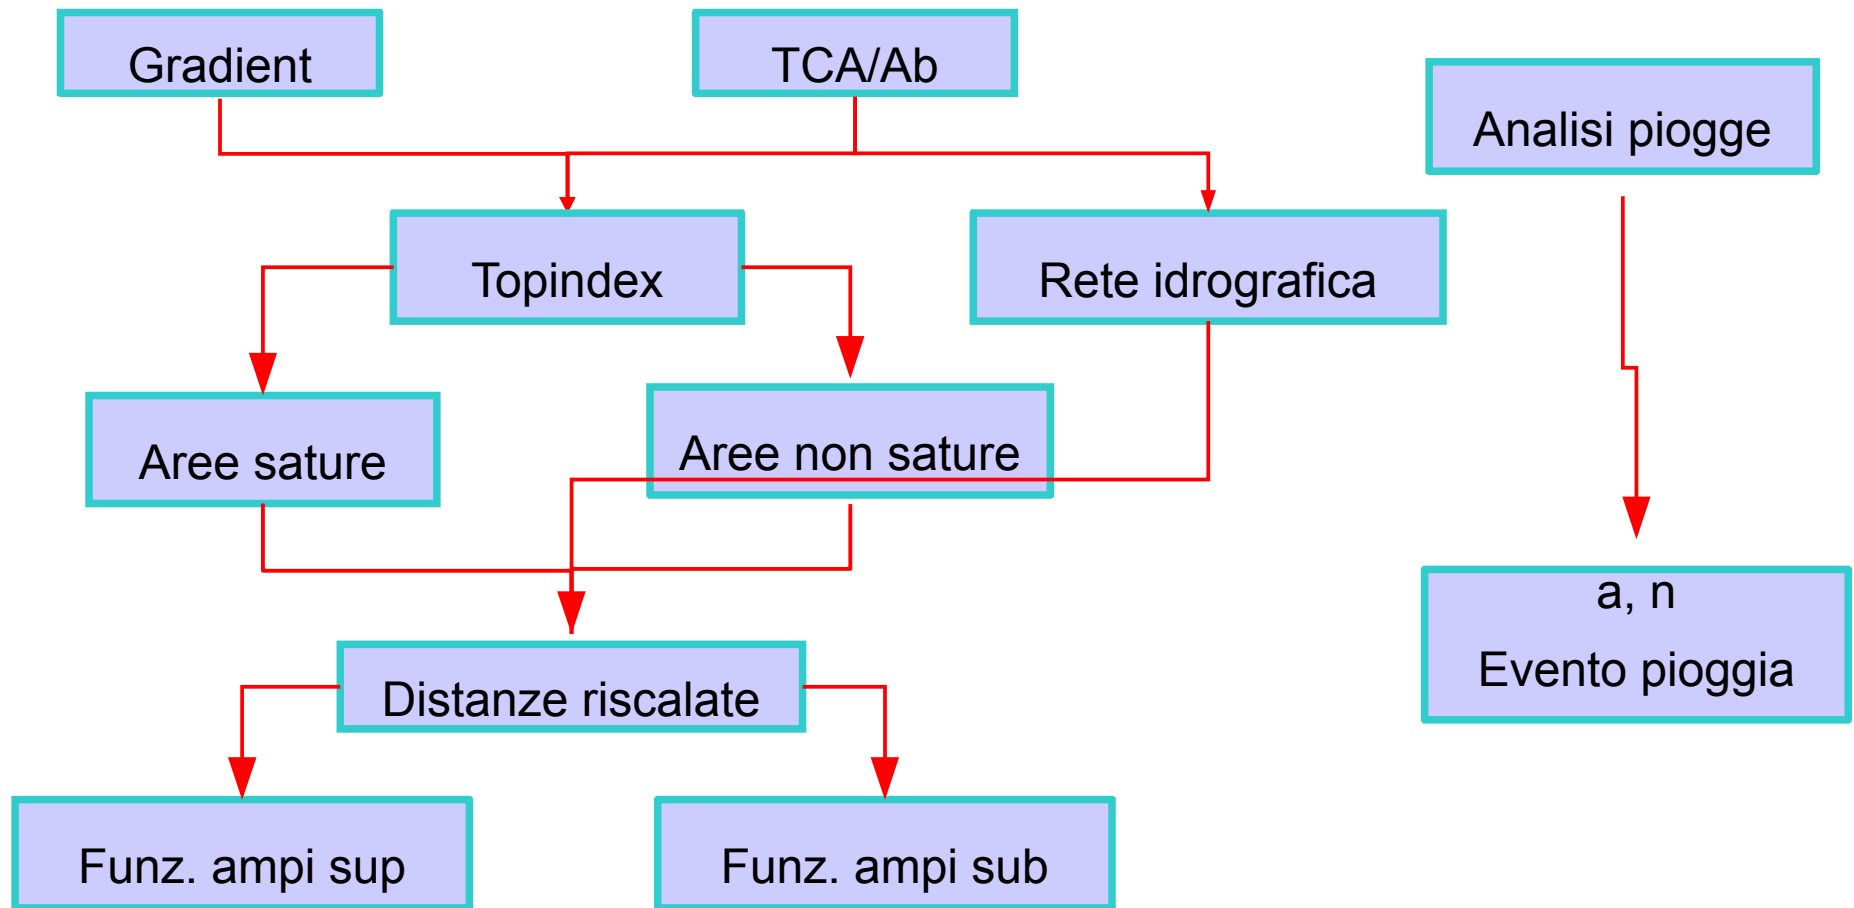 Gradient
TCA/Ab
Analisi piogge
Topindex
Rete idrografica
Aree sature
Aree non sature
a, n
Evento pioggia
Distanze riscalate
Funz. ampi sup
Funz. ampi sub